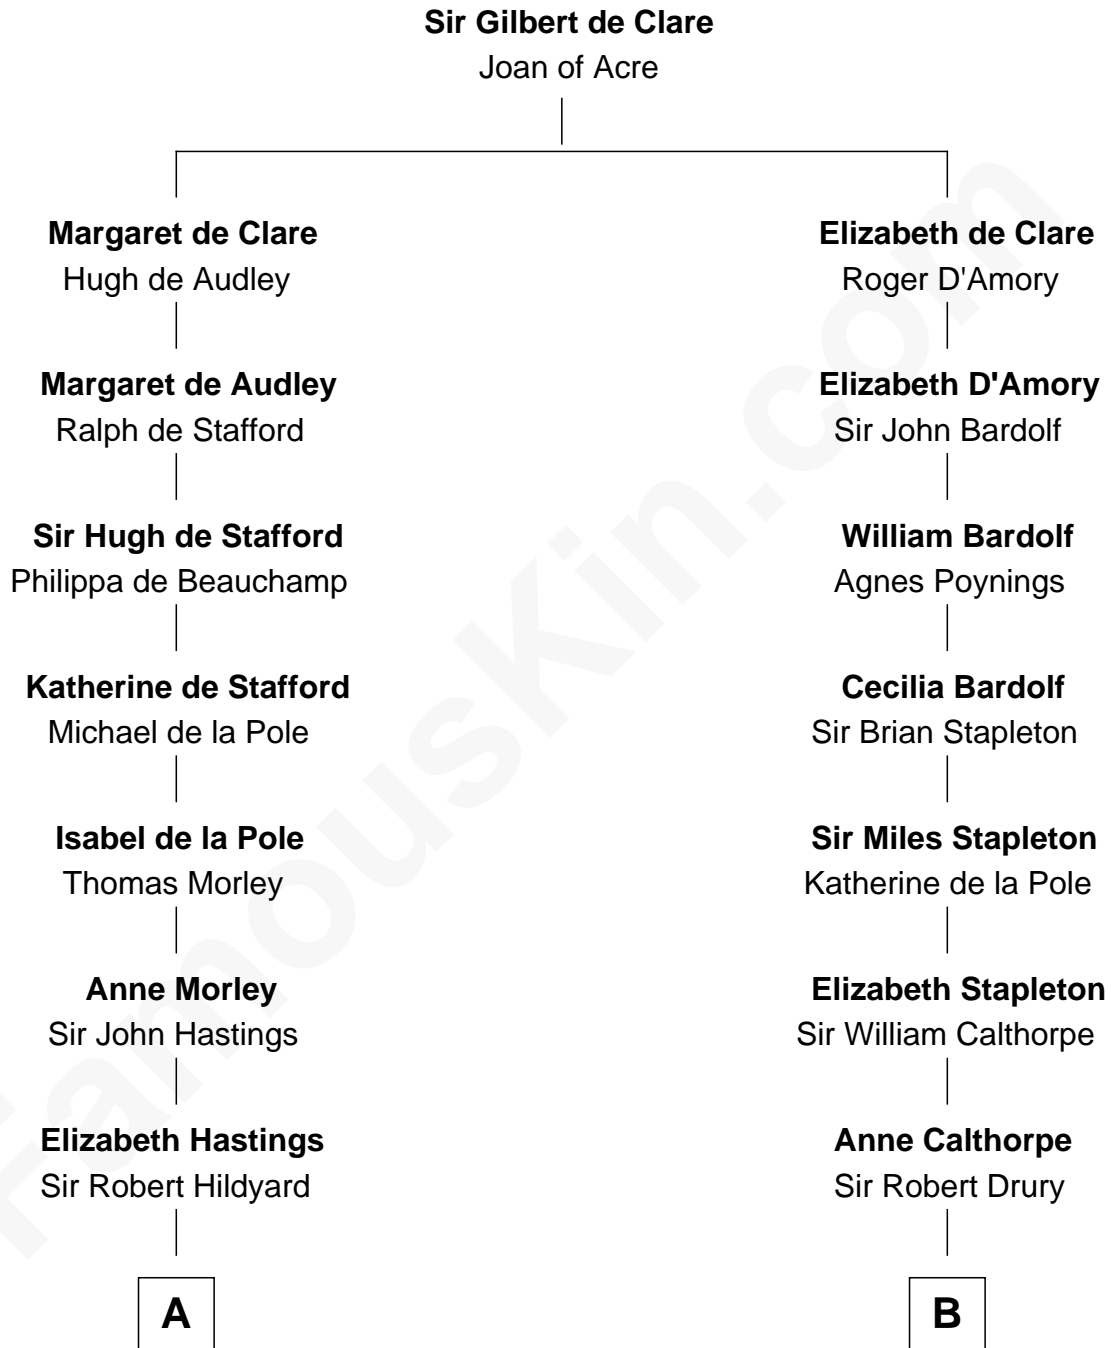 Sir Gilbert de Clare
Joan of Acre
Margaret de Clare
Hugh de Audley
Elizabeth de Clare
Roger D'Amory
Margaret de Audley
Ralph de Stafford
Elizabeth D'Amory
Sir John Bardolf
Sir Hugh de Stafford
Philippa de Beauchamp
William Bardolf
Agnes Poynings
Katherine de Stafford
Michael de la Pole
Cecilia Bardolf
Sir Brian Stapleton
Isabel de la Pole
Thomas Morley
Sir Miles Stapleton
Katherine de la Pole
Anne Morley
Sir John Hastings
Elizabeth Stapleton
Sir William Calthorpe
Elizabeth Hastings
Sir Robert Hildyard
Anne Calthorpe
Sir Robert Drury
A
B
FamousKin.com